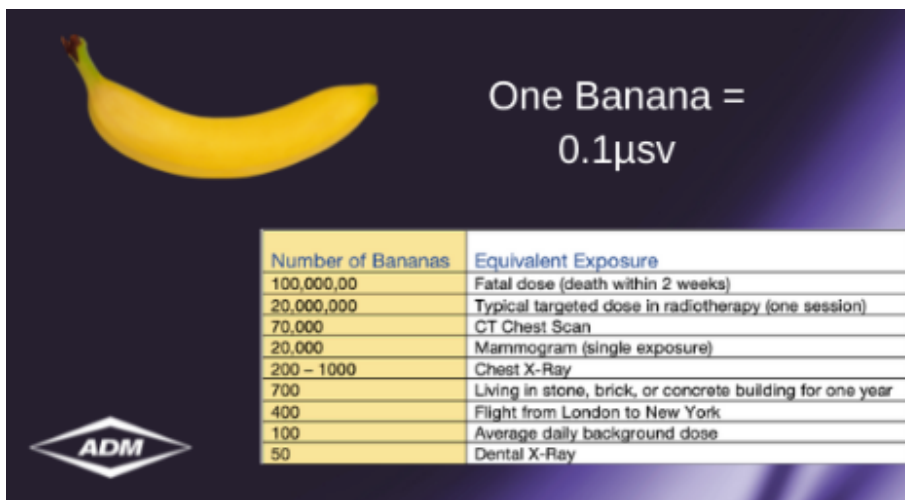 One Banana =
0.1µsv
Number of Bananas Equivalent Exposure
100,000,00 Fatal dose (death within 2 weeks)
20,000,000 Typical targeted dose in radiotherapy (one session)
70,000 CT Chest Scan
20,000 Mammogram (single exposure)
200 – 1000 Chest X-Ray
700 Living in stone, brick, or concrete building for one year
400 Flight from London to New York
100 Average daily background dose
50 Dental X-Ray
ADM